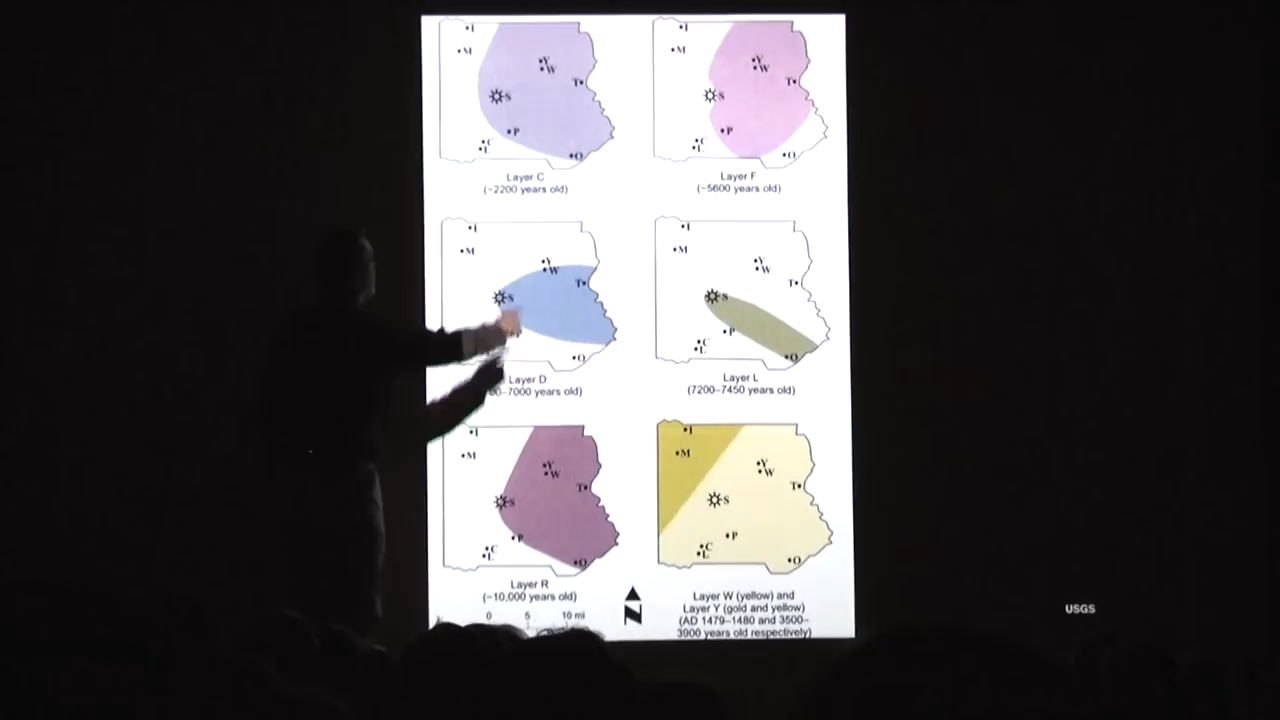 I
M
Y
W
T
S
P
C
L
O
Layer C
(~2200 years old)
I
M
Y
W
T
S
P
C
L
O
Layer F
(~5600 years old)
I
M
Y
W
T
S
O
Layer D
0–7000 years old)
I
M
Y
W
T
S
P
C
L
O
Layer L
(7200–7450 years old)
I
M
Y
W
T
S
P
C
L
O
Layer R
(~10,000 years old)
0 5 10 mi
N
I
M
Y
W
T
S
P
C
L
O
Layer W (yellow) and
Layer Y (gold and yellow)
(AD 1479–1480 and 3500–
3900 years old respectively)
USGS